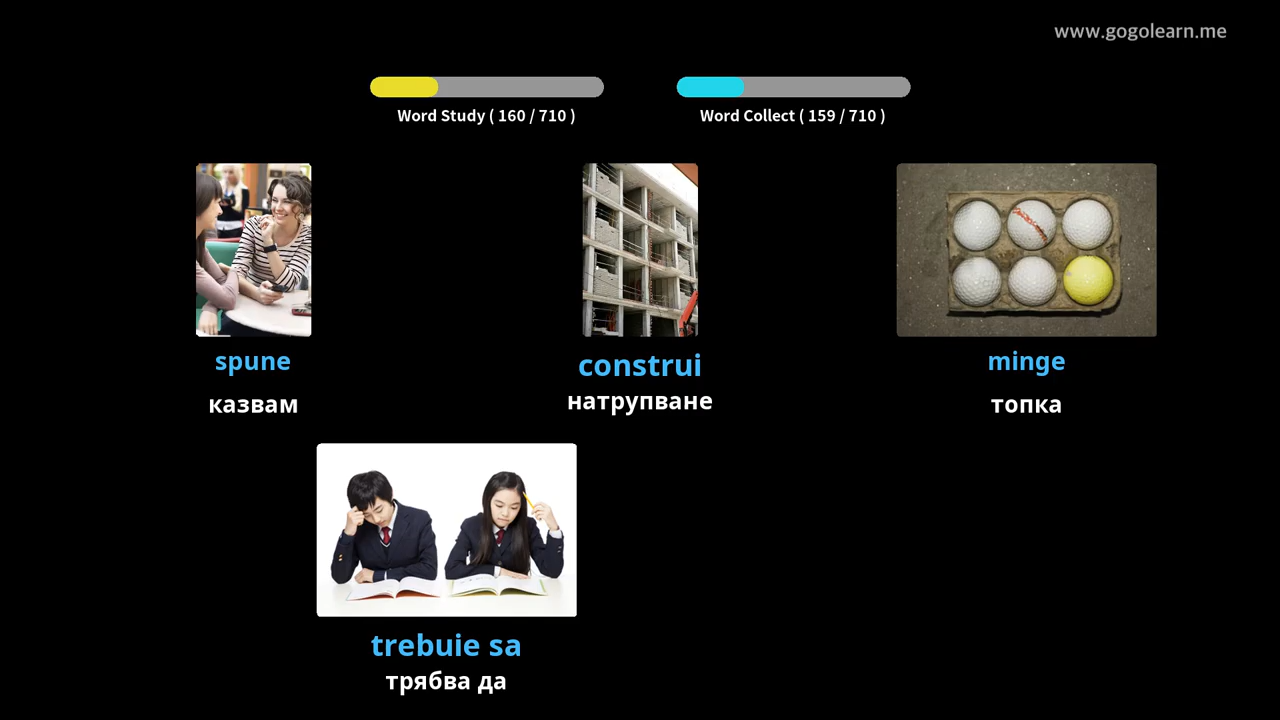 www.gogolearn.me
Word Study ( 160 / 710 )
Word Collect ( 159 / 710 )
spune
казвам
construi
натрупване
minge
топка
trebuie sa
трябва да